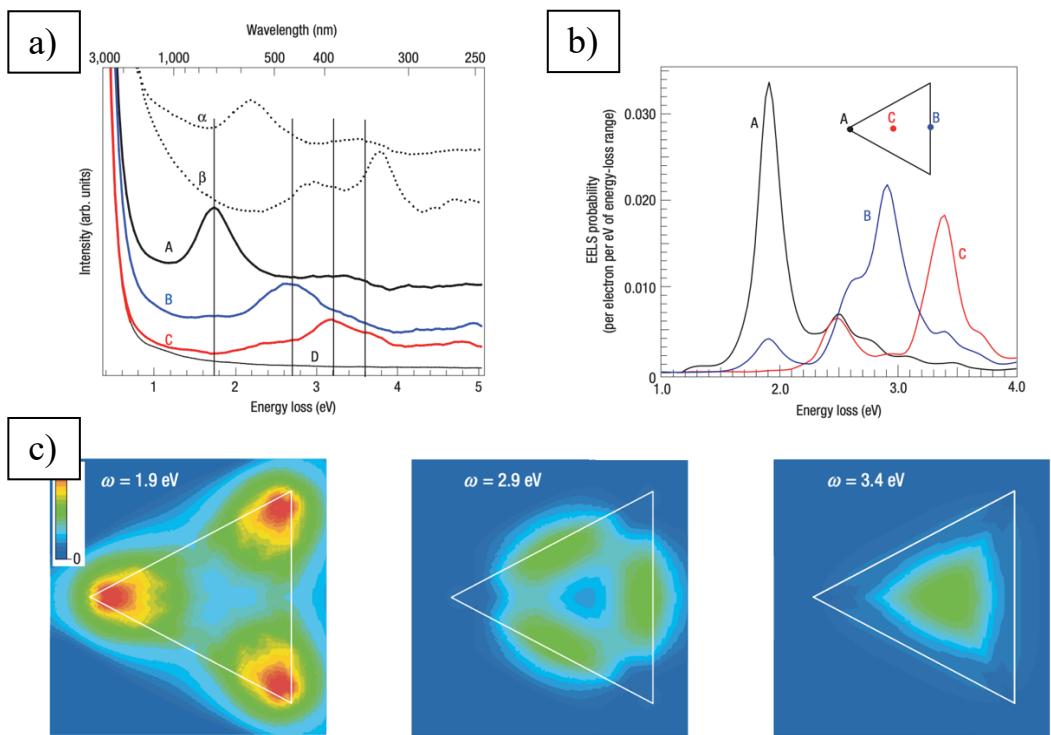 a)
Wavelength (nm)
3,000 1,000 500 400 300 250
α
β
A
B
C
D
Intensity (arb. units)
1 2 3 4 5
Energy loss (eV)
b)
EELS probability
(per electron per eV of energy-loss range)
0.030
0.020
0.010
0
A
B
C
A
C
B
1.0 2.0 3.0 4.0
Energy loss (eV)
c)
0
ω = 1.9 eV
ω = 2.9 eV
ω = 3.4 eV